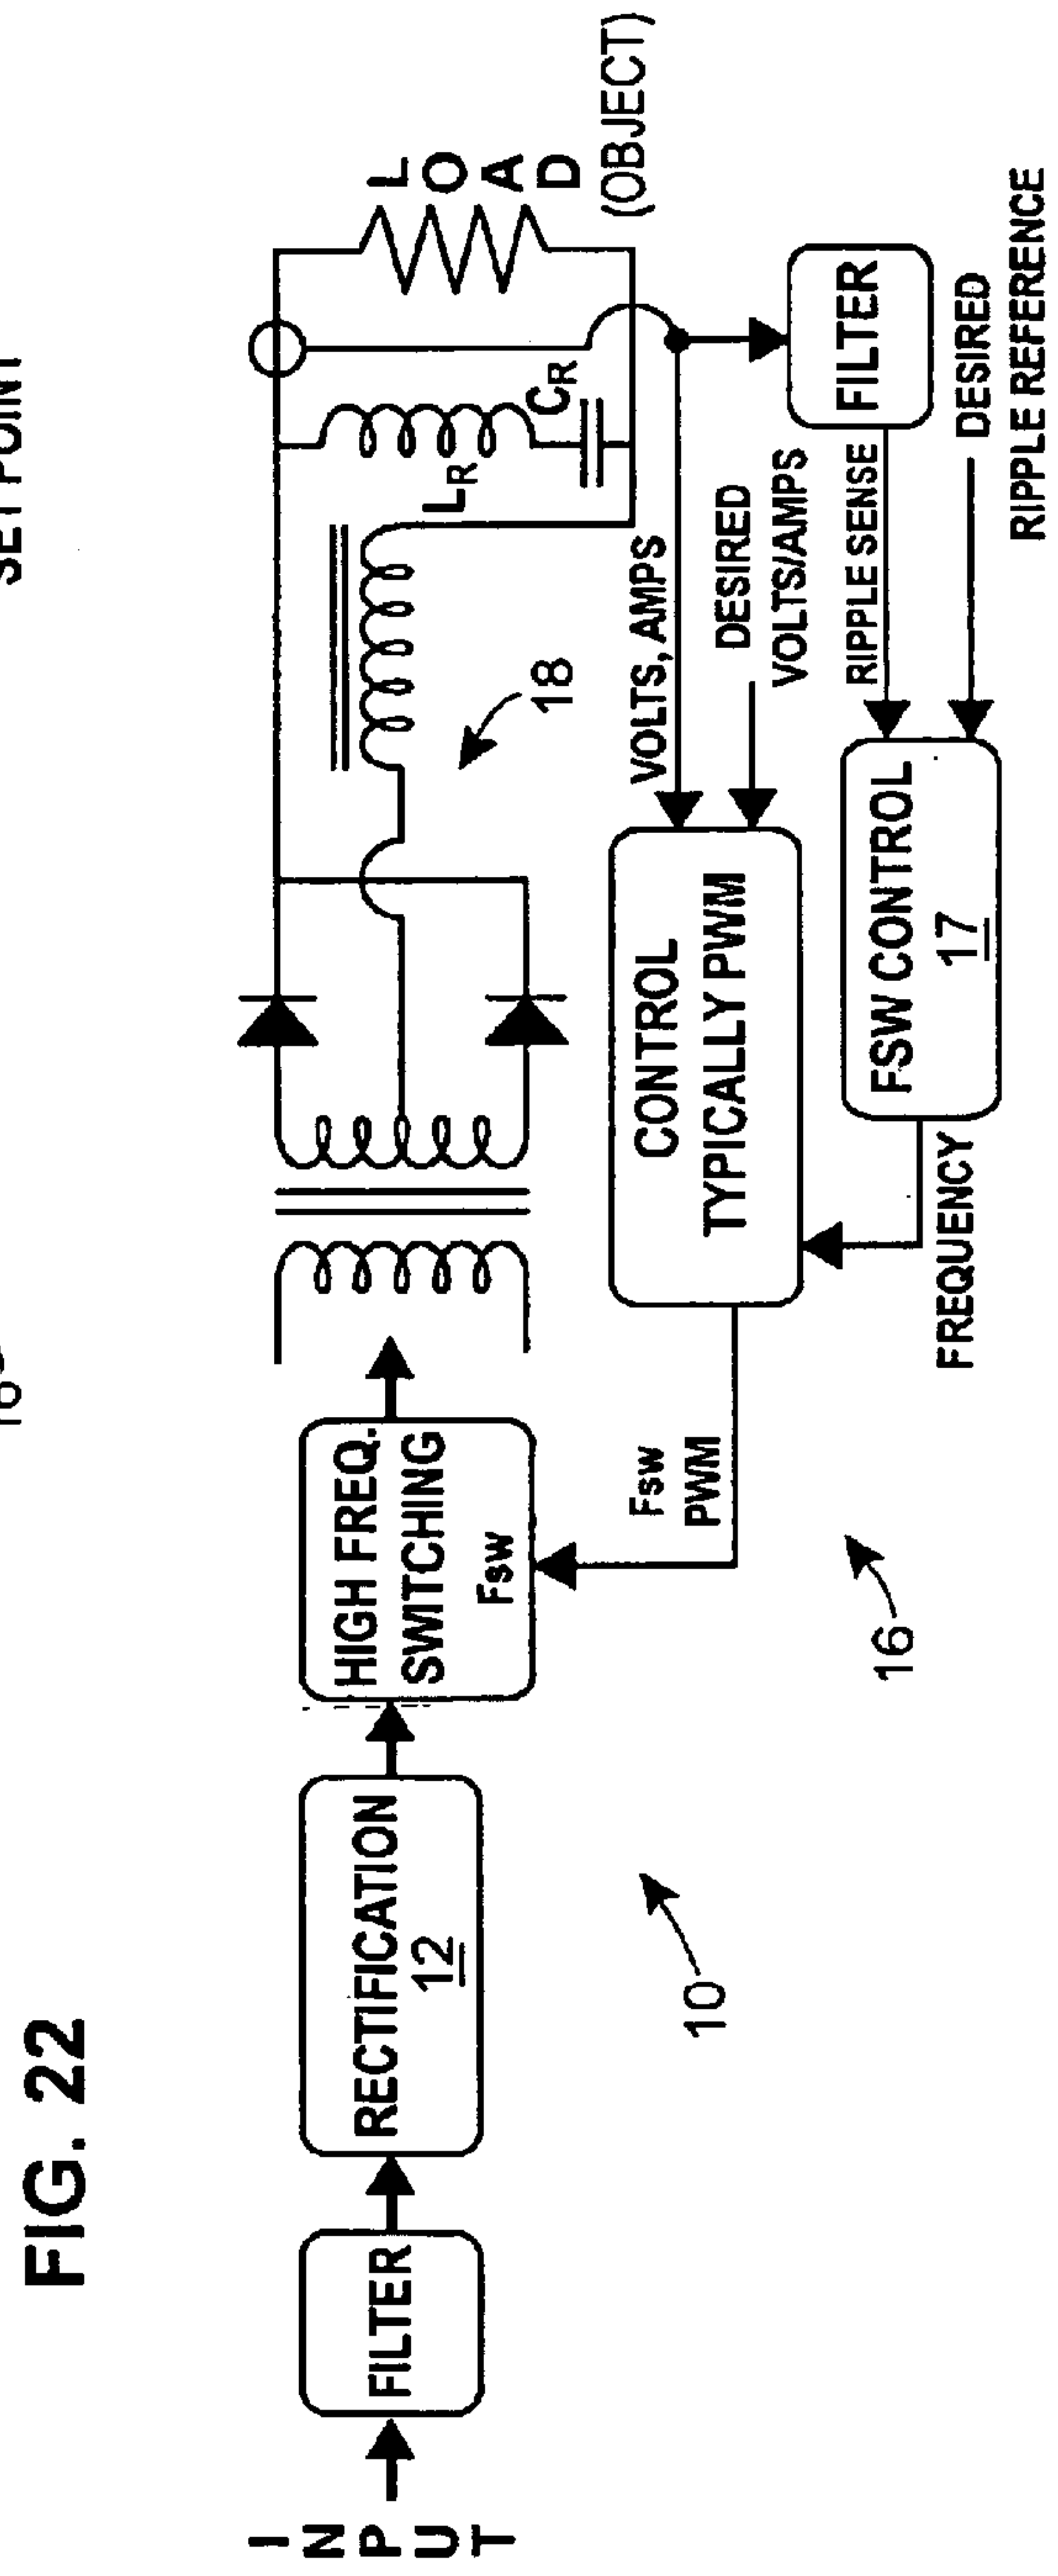 SET POINT
FIG. 22
INPUT
FILTER
RECTIFICATION
12
HIGH FREQ.
SWITCHING
Fsw
Fsw
PWM
CONTROL
TYPICALLY PWM
FSW CONTROL
17
FREQUENCY
VOLTS, AMPS
DESIRED
VOLTS/AMPS
RIPPLE SENSE
DESIRED
RIPPLE REFERENCE
FILTER
LR
CR
LOAD
(OBJECT)
10
16
18